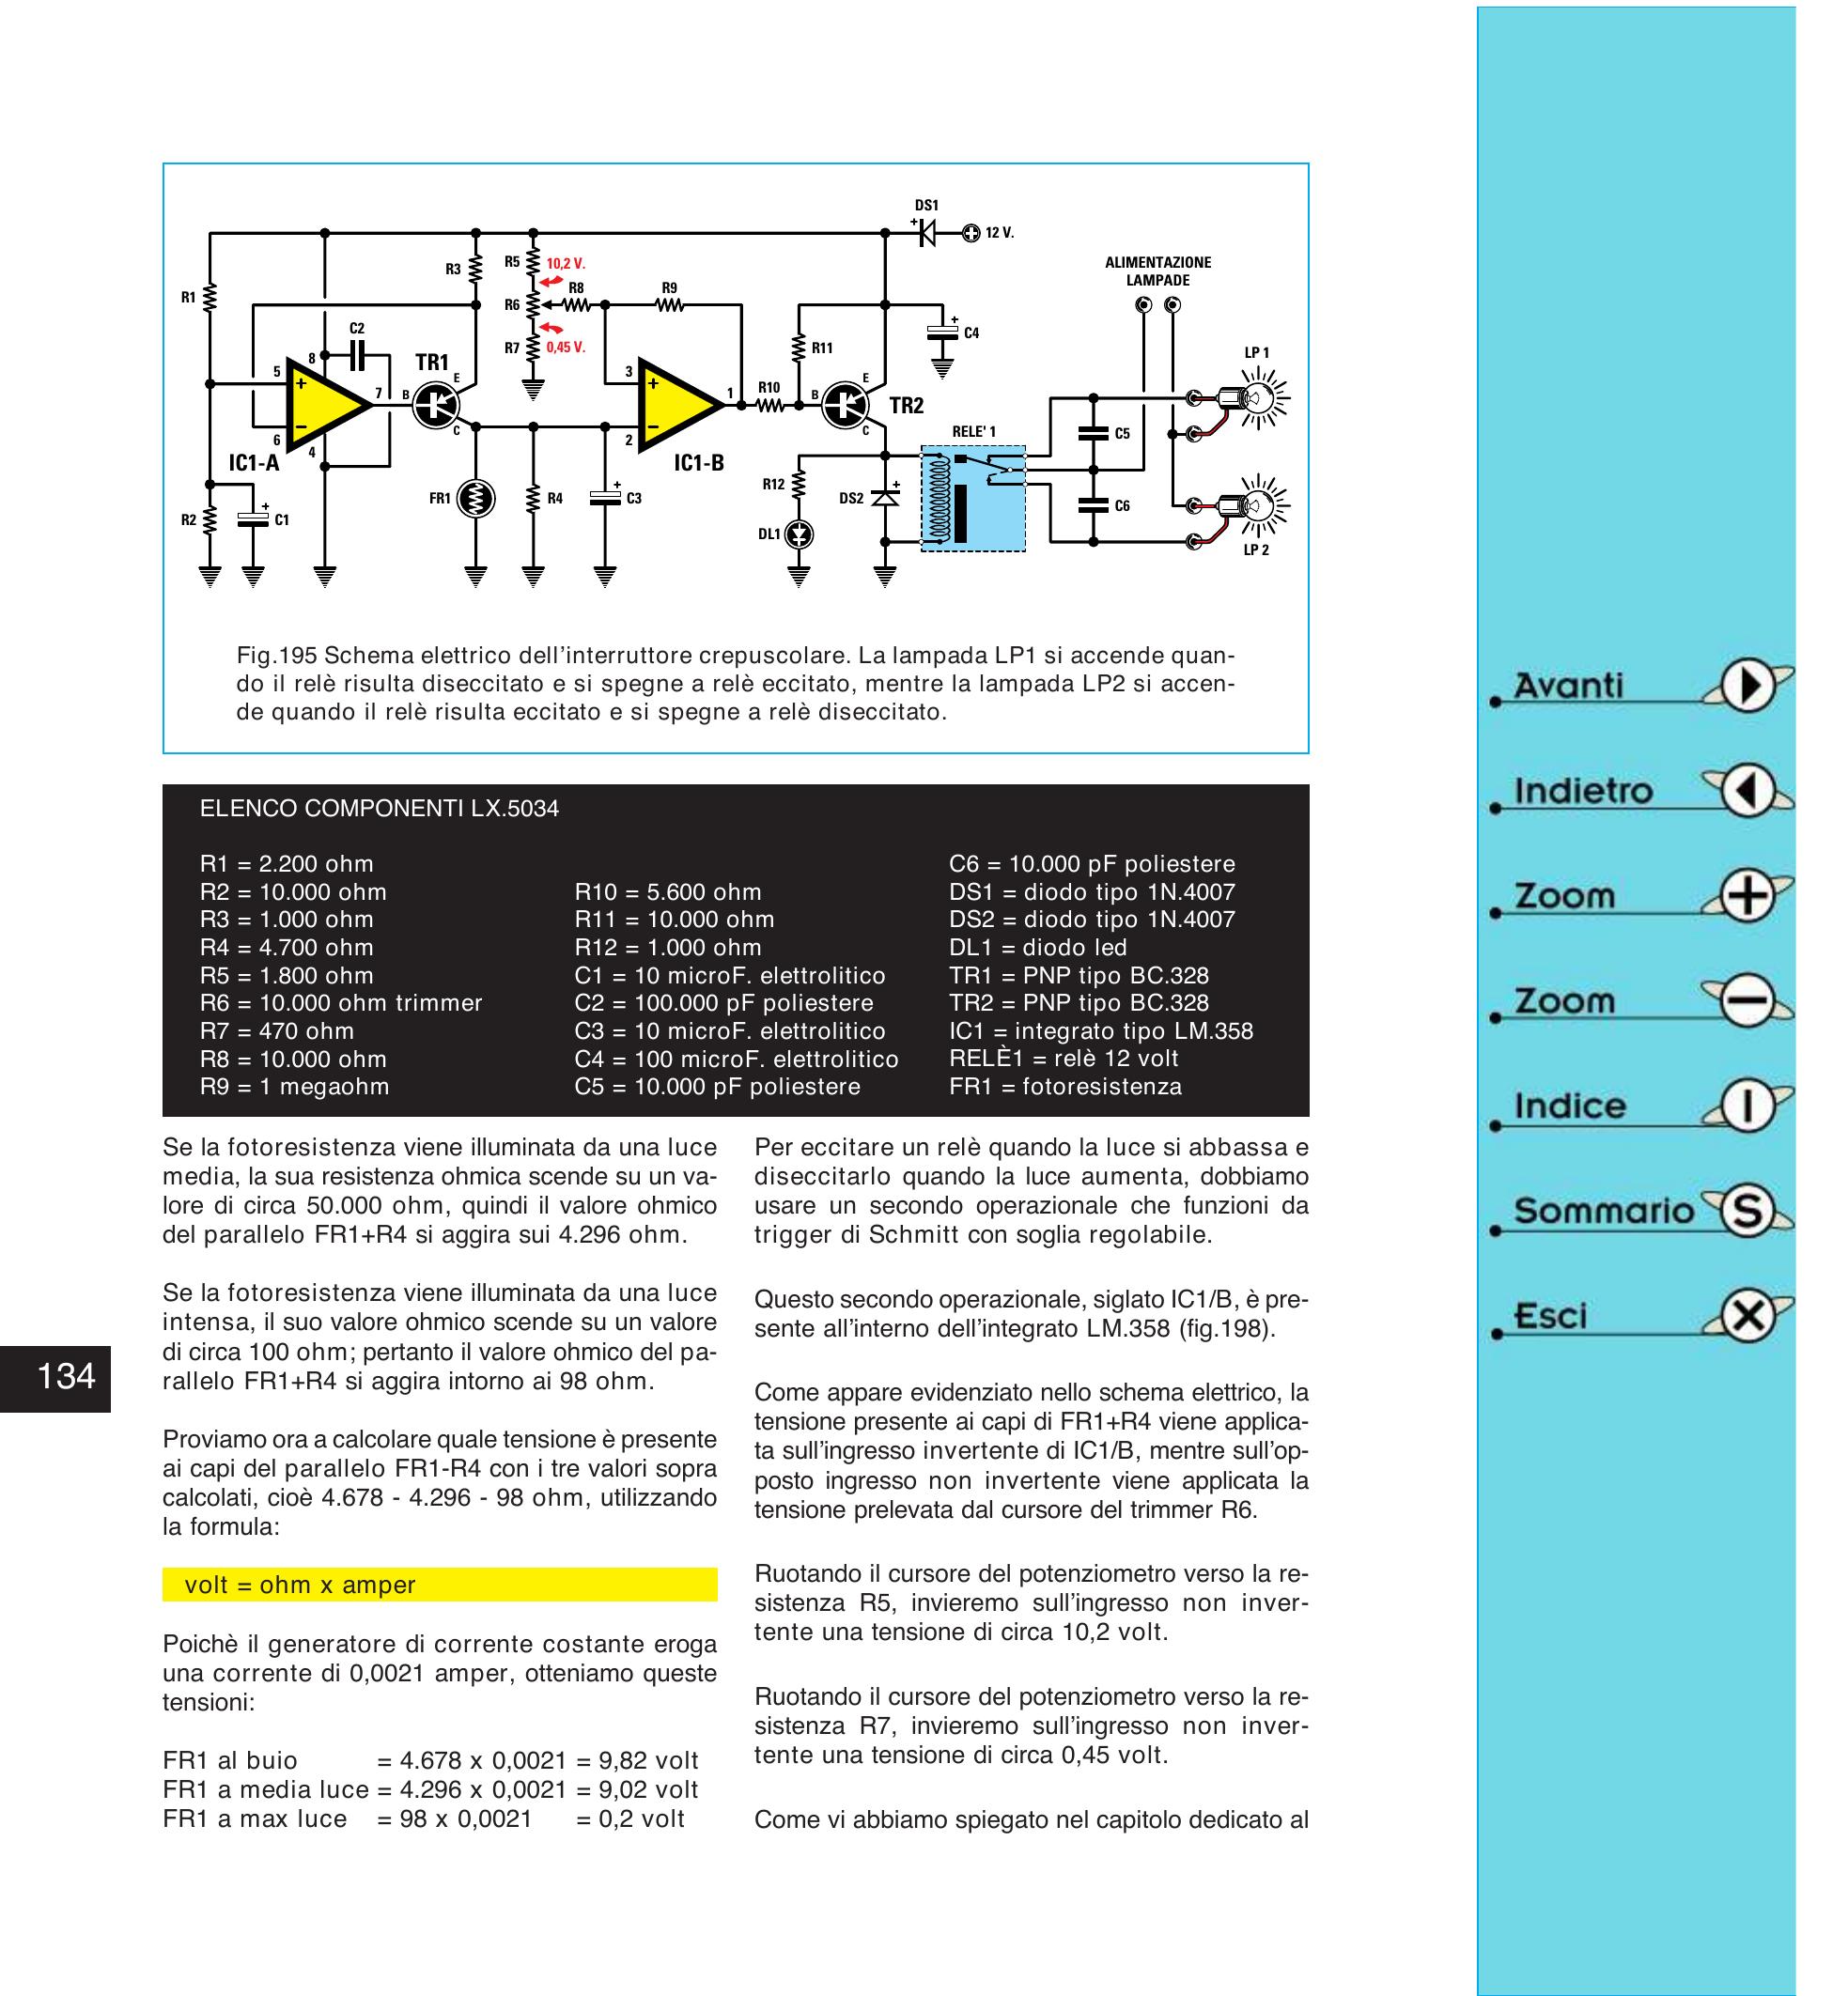 DS1
+
12 V.
R3
R5
10,2 V.
ALIMENTAZIONE
LAMPADE
R1
R6
R8
R9
C2
+
C4
R7
0,45 V.
R11
LP 1
8
TR1
5
+
E
3
+
7
B
1
R10
B
E
TR2
6
–
4
C
2
–
C
RELE' 1
C5
IC1-A
IC1-B
FR1
R4
+
C3
R12
DS2
+
C6
R2
+
C1
DL1
LP 2
Fig.195 Schema elettrico dell'interruttore crepuscolare. La lampada LP1 si accende quan-
do il relè risulta diseccitato e si spegne a relè eccitato, mentre la lampada LP2 si accen-
de quando il relè risulta eccitato e si spegne a relè diseccitato.
ELENCO COMPONENTI LX.5034
R1 = 2.200 ohm
R2 = 10.000 ohm
R3 = 1.000 ohm
R4 = 4.700 ohm
R5 = 1.800 ohm
R6 = 10.000 ohm trimmer
R7 = 470 ohm
R8 = 10.000 ohm
R9 = 1 megaohm
R10 = 5.600 ohm
R11 = 10.000 ohm
R12 = 1.000 ohm
C1 = 10 microF. elettrolitico
C2 = 100.000 pF poliestere
C3 = 10 microF. elettrolitico
C4 = 100 microF. elettrolitico
C5 = 10.000 pF poliestere
C6 = 10.000 pF poliestere
DS1 = diodo tipo 1N.4007
DS2 = diodo tipo 1N.4007
DL1 = diodo led
TR1 = PNP tipo BC.328
TR2 = PNP tipo BC.328
IC1 = integrato tipo LM.358
RELÈ1 = relè 12 volt
FR1 = fotoresistenza
Se la fotoresistenza viene illuminata da una luce
media, la sua resistenza ohmica scende su un va-
lore di circa 50.000 ohm, quindi il valore ohmico
del parallelo FR1+R4 si aggira sui 4.296 ohm.
Se la fotoresistenza viene illuminata da una luce
intensa, il suo valore ohmico scende su un valore
di circa 100 ohm; pertanto il valore ohmico del pa-
rallelo FR1+R4 si aggira intorno ai 98 ohm.
Proviamo ora a calcolare quale tensione è presente
ai capi del parallelo FR1-R4 con i tre valori sopra
calcolati, cioè 4.678 - 4.296 - 98 ohm, utilizzando
la formula:
volt = ohm x amper
Poichè il generatore di corrente costante eroga
una corrente di 0,0021 amper, otteniamo queste
tensioni:
FR1 al buio = 4.678 x 0,0021 = 9,82 volt
FR1 a media luce = 4.296 x 0,0021 = 9,02 volt
FR1 a max luce = 98 x 0,0021 = 0,2 volt
Per eccitare un relè quando la luce si abbassa e
diseccitarlo quando la luce aumenta, dobbiamo
usare un secondo operazionale che funzioni da
trigger di Schmitt con soglia regolabile.
Questo secondo operazionale, siglato IC1/B, è pre-
sente all'interno dell'integrato LM.358 (fig.198).
Come appare evidenziato nello schema elettrico, la
tensione presente ai capi di FR1+R4 viene applica-
ta sull'ingresso invertente di IC1/B, mentre sull'op-
posto ingresso non invertente viene applicata la
tensione prelevata dal cursore del trimmer R6.
Ruotando il cursore del potenziometro verso la re-
sistenza R5, invieremo sull'ingresso non inver-
tente una tensione di circa 10,2 volt.
Ruotando il cursore del potenziometro verso la re-
sistenza R7, invieremo sull'ingresso non inver-
tente una tensione di circa 0,45 volt.
Come vi abbiamo spiegato nel capitolo dedicato al
134
Avanti
Indietro
Zoom +
Zoom –
Indice I
Sommario S
Esci X